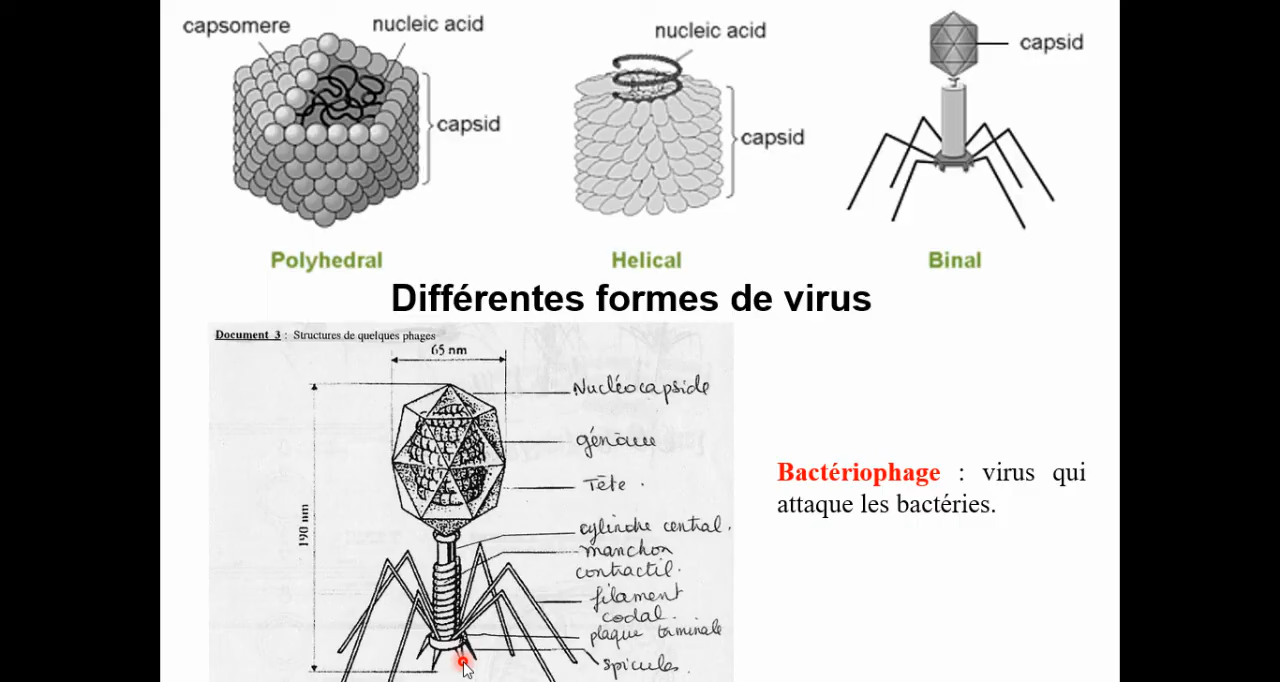 capsomere
nucleic acid
capsid
Polyhedral
nucleic acid
capsid
Helical
capsid
Binal
Différentes formes de virus
Document 3 : Structures de quelques phages
65 nm
190 nm
Nucléocapside
génome
Tête .
cylindre central.
manchon
contractil.
filament
codal.
plaque terminale
spicules.
Bactériophage : virus qui
attaque les bactéries.